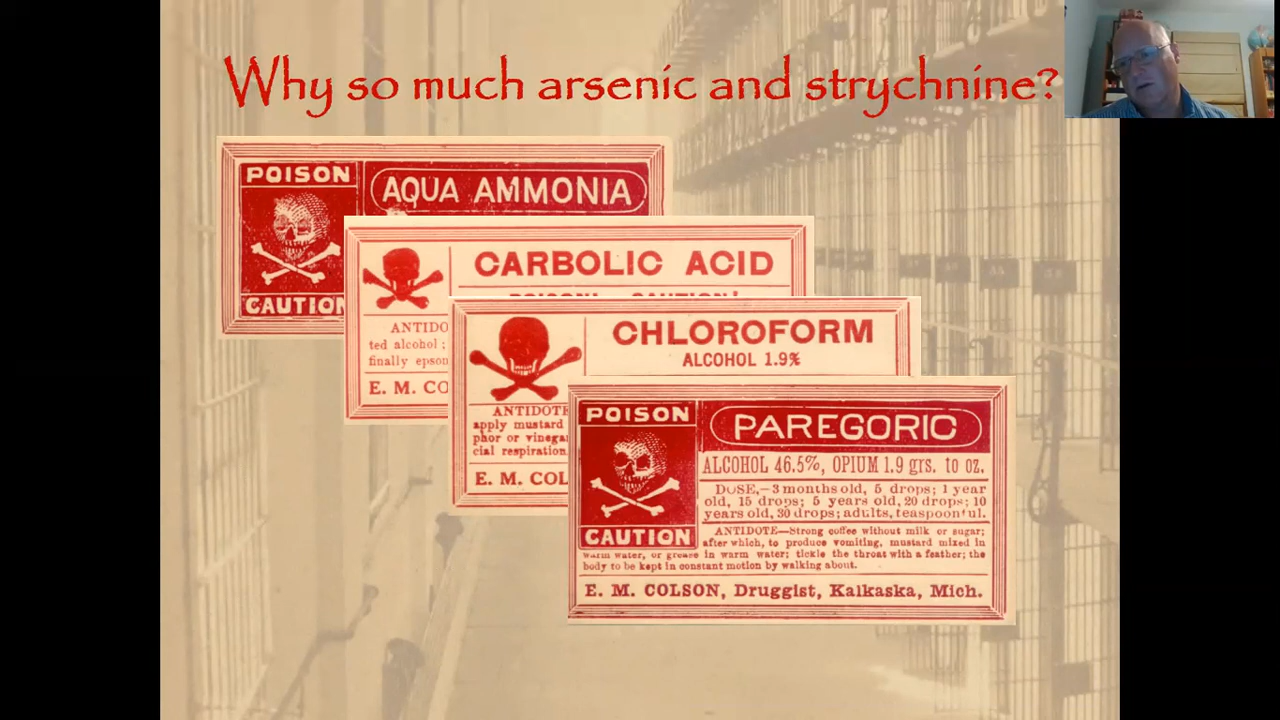 Why so much arsenic and strychnine?
POISON
AQUA AMMONIA
CAUTION
CARBOLIC ACID
POISON! CAUTION!
ANTIDO
ted alcohol;
finally epsom
E. M. CO
CHLOROFORM
ALCOHOL 1.9%
ANTIDOTE
apply mustard
phor or vinega
cial respiration
E. M. COL
POISON
CAUTION
PAREGORIC
ALCOHOL 46.5%, OPIUM 1.9 grs. to oz.
DOSE,—3 months old, 5 drops; 1 year
old, 15 drops; 5 years old, 20 drops; 10
years old, 30 drops; adults, teaspoonful.
ANTIDOTE—Strong coffee without milk or sugar;
after which, to produce vomiting, mustard mixed in
warm water, or grease in warm water; tickle the throat with a feather; the
body to be kept in constant motion by walking about.
E. M. COLSON, Druggist, Kalkaska, Mich.